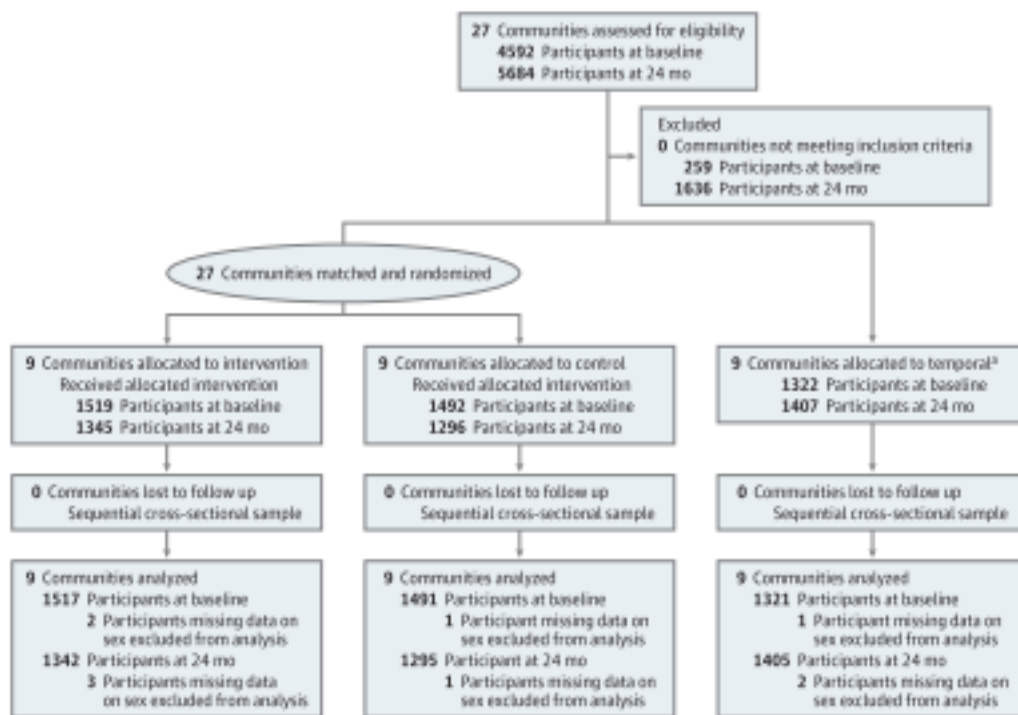 27 Communities assessed for eligibility
4592 Participants at baseline
5684 Participants at 24 mo
Excluded
0 Communities not meeting inclusion criteria
259 Participants at baseline
1636 Participants at 24 mo
27 Communities matched and randomized
9 Communities allocated to intervention
Received allocated intervention
1519 Participants at baseline
1345 Participants at 24 mo
9 Communities allocated to control
Received allocated intervention
1492 Participants at baseline
1296 Participants at 24 mo
9 Communities allocated to temporalᵃ
1322 Participants at baseline
1407 Participants at 24 mo
0 Communities lost to follow up
Sequential cross-sectional sample
0 Communities lost to follow up
Sequential cross-sectional sample
0 Communities lost to follow up
Sequential cross-sectional sample
9 Communities analyzed
1517 Participants at baseline
2 Participants missing data on
sex excluded from analysis
1342 Participants at 24 mo
3 Participants missing data
on sex excluded from analysis
9 Communities analyzed
1491 Participants at baseline
1 Participant missing data on
sex excluded from analysis
1295 Participants at 24 mo
1 Participants missing data on
sex excluded from analysis
9 Communities analyzed
1321 Participants at baseline
1 Participant missing data on
sex excluded from analysis
1405 Participants at 24 mo
2 Participants missing data on
sex excluded from analysis